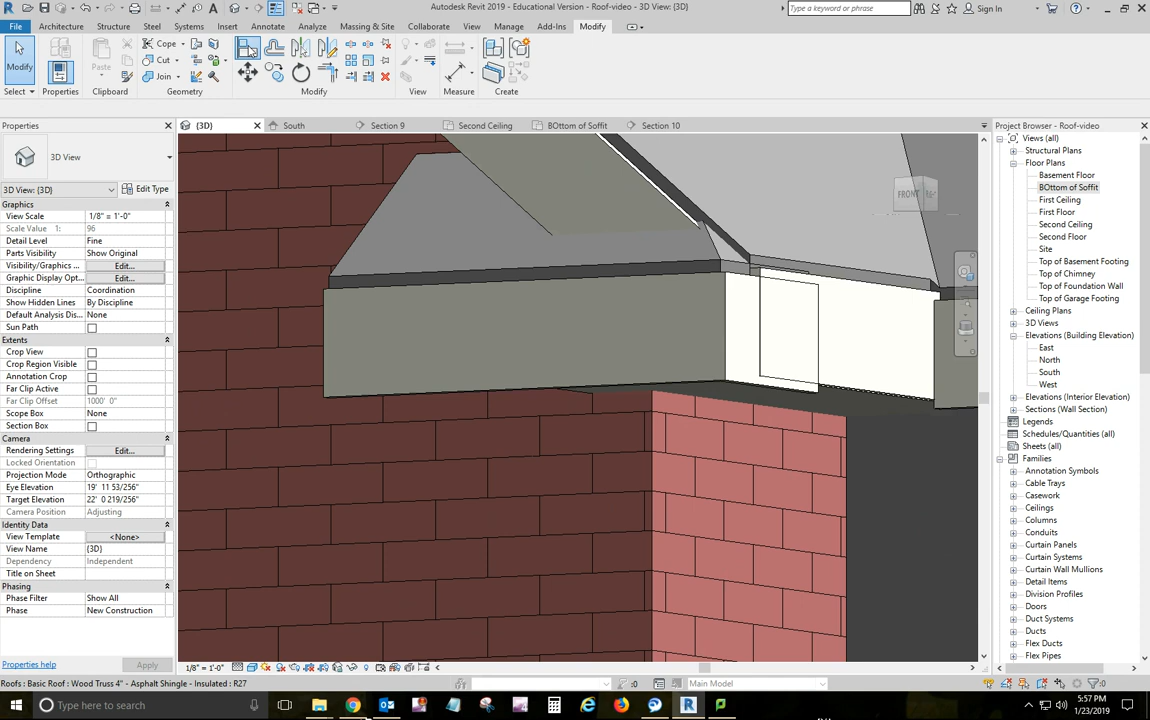 Autodesk Revit 2019 - Educational Version - Roof-video - 3D View: {3D}
Type a keyword or phrase
Sign In
File
Architecture
Structure
Steel
Systems
Insert
Annotate
Analyze
Massing & Site
Collaborate
View
Manage
Add-Ins
Modify
Modify
Properties
Paste
Cope
Cut
Join
Select
Properties
Clipboard
Geometry
Modify
View
Measure
Create
Properties
{3D}
South
Section 9
Second Ceiling
BOttom of Soffit
Section 10
Project Browser - Roof-video
3D View
3D View: {3D}
Edit Type
Graphics
View Scale 1/8" = 1'-0"
Scale Value 1: 96
Detail Level Fine
Parts Visibility Show Original
Visibility/Graphics ... Edit...
Graphic Display Opt... Edit...
Discipline Coordination
Show Hidden Lines By Discipline
Default Analysis Dis... None
Sun Path
Extents
Crop View
Crop Region Visible
Annotation Crop
Far Clip Active
Far Clip Offset 1000' 0"
Scope Box None
Section Box
Camera
Rendering Settings Edit...
Locked Orientation
Projection Mode Orthographic
Eye Elevation 19' 11 53/256"
Target Elevation 22' 0 219/256"
Camera Position Adjusting
Identity Data
View Template <None>
View Name {3D}
Dependency Independent
Title on Sheet
Phasing
Phase Filter Show All
Phase New Construction
Properties help
Apply
FRONT
Views (all)
Structural Plans
Floor Plans
Basement Floor
BOttom of Soffit
First Ceiling
First Floor
Second Ceiling
Second Floor
Site
Top of Basement Footing
Top of Chimney
Top of Foundation Wall
Top of Garage Footing
Ceiling Plans
3D Views
Elevations (Building Elevation)
East
North
South
West
Elevations (Interior Elevation)
Sections (Wall Section)
Legends
Schedules/Quantities (all)
Sheets (all)
Families
Annotation Symbols
Cable Trays
Casework
Ceilings
Columns
Conduits
Curtain Panels
Curtain Systems
Curtain Wall Mullions
Detail Items
Division Profiles
Doors
Duct Systems
Ducts
Flex Ducts
Flex Pipes
1/8" = 1'-0"
Roofs : Basic Roof : Wood Truss 4" - Asphalt Shingle - Insulated : R27
:0
Main Model
:0
Type here to search
5:57 PM
1/23/2019